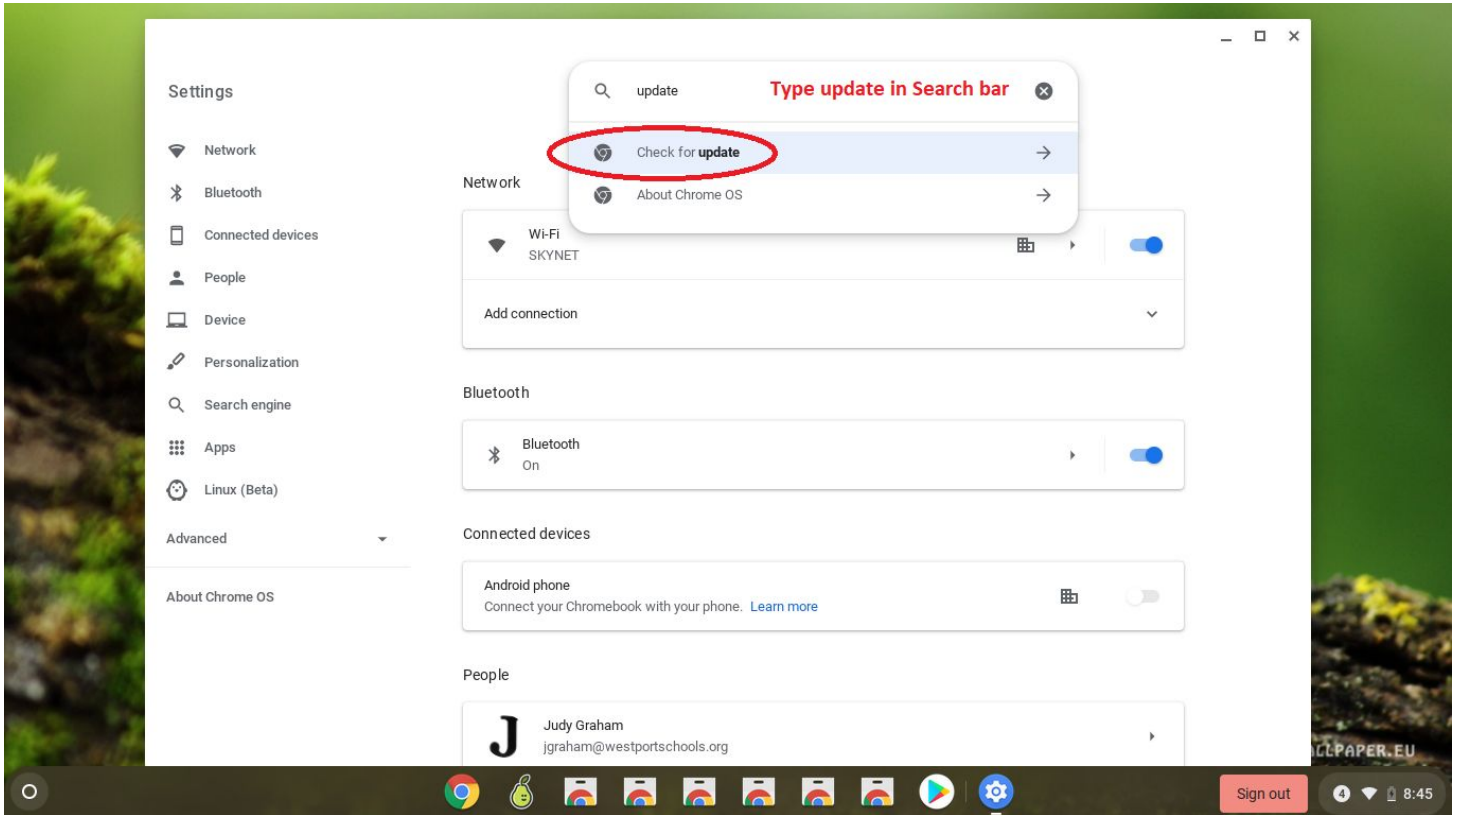 Settings
update
Type update in Search bar
Check for update
About Chrome OS
Network
Bluetooth
Connected devices
People
Device
Personalization
Search engine
Apps
Linux (Beta)
Advanced
About Chrome OS
Network
Wi-Fi
SKYNET
Add connection
Bluetooth
Bluetooth
On
Connected devices
Android phone
Connect your Chromebook with your phone. Learn more
People
J
Judy Graham
jgraham@westportschools.org
LLPAPER.EU
Sign out
4
8:45